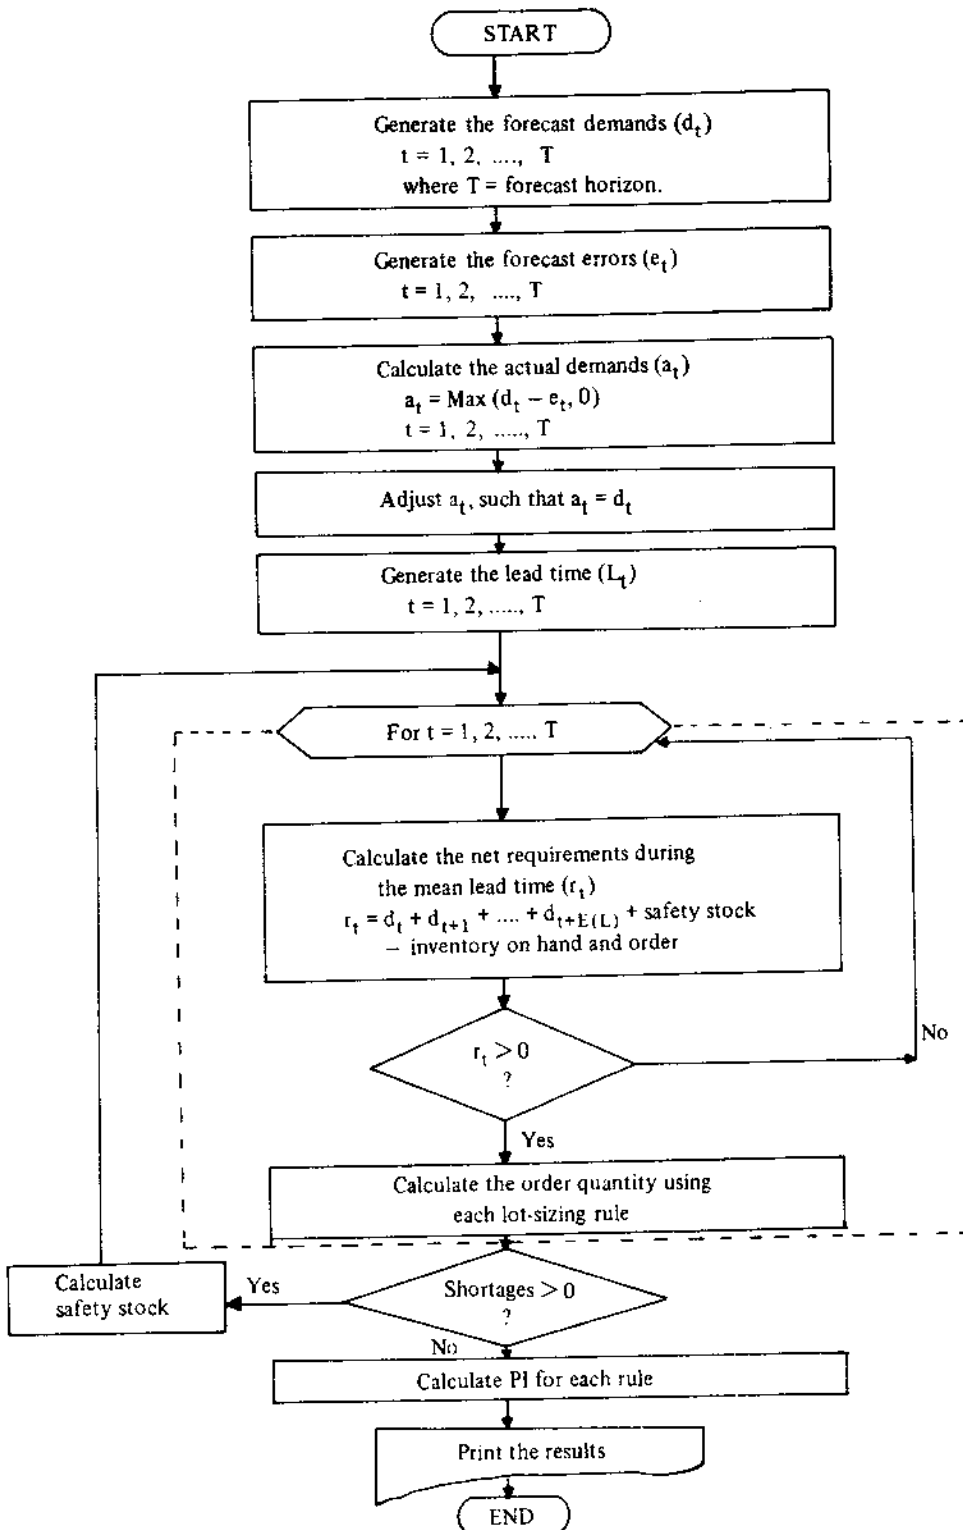 START
Generate the forecast demands (d_t)
t = 1, 2, ...., T
where T = forecast horizon.
Generate the forecast errors (e_t)
t = 1, 2, ...., T
Calculate the actual demands (a_t)
a_t = Max (d_t − e_t, 0)
t = 1, 2, ....., T
Adjust a_t, such that a_t = d_t
Generate the lead time (L_t)
t = 1, 2, ....., T
For t = 1, 2, ..... T
Calculate the net requirements during
the mean lead time (r_t)
r_t = d_t + d_{t+1} + .... + d_{t+E(L)} + safety stock
− inventory on hand and order
r_t > 0
?
No
Yes
Calculate the order quantity using
each lot-sizing rule
Calculate
safety stock
Yes
Shortages > 0
?
No
Calculate PI for each rule
Print the results
END